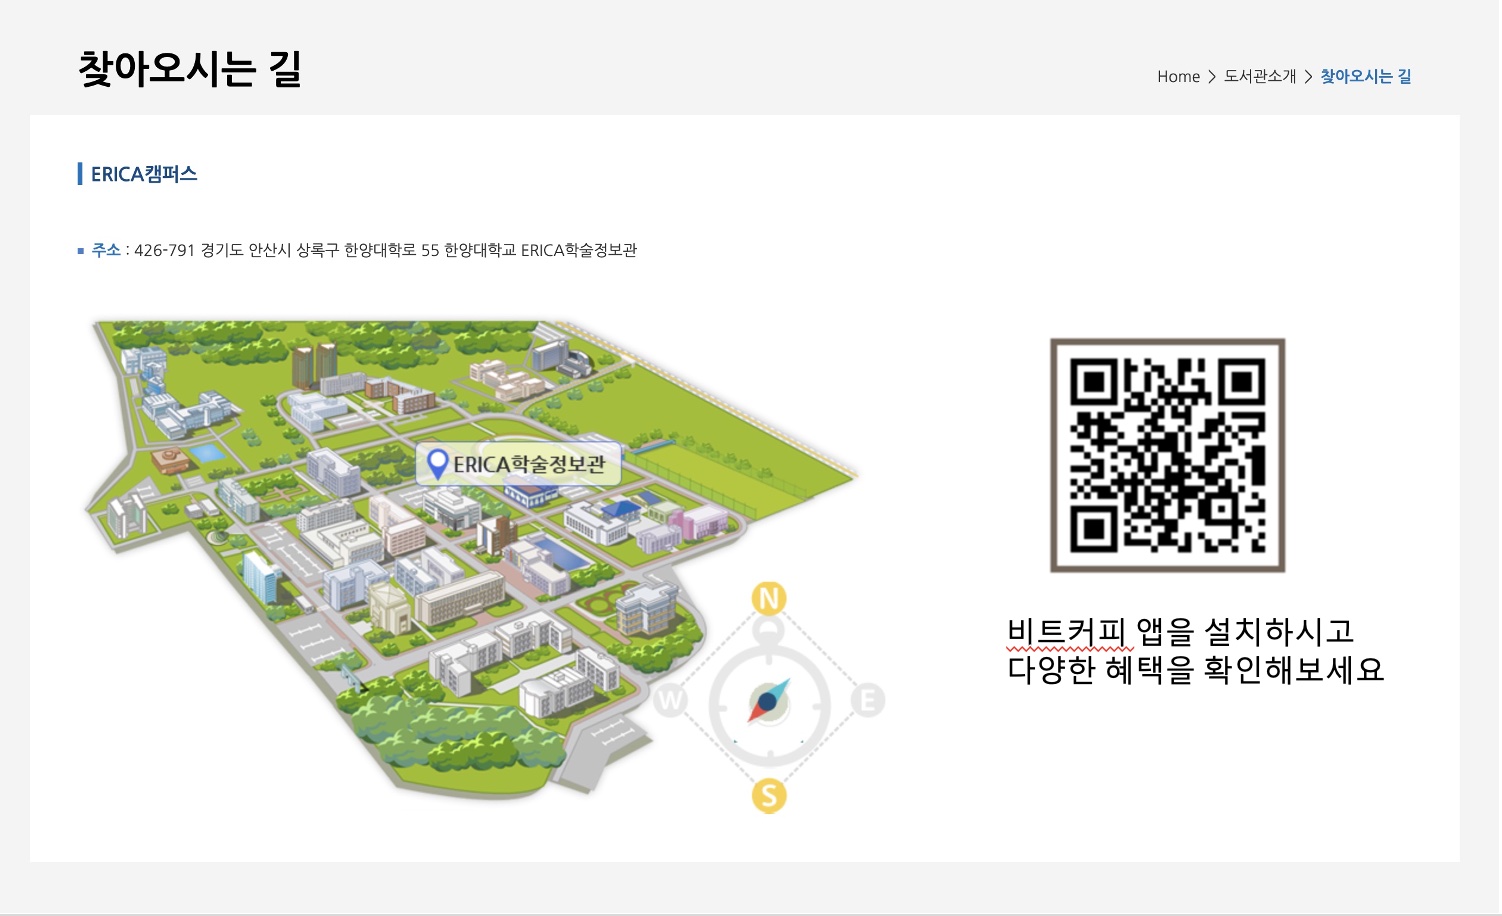 찾아오시는 길
Home > 도서관소개 > 찾아오시는 길
ERICA캠퍼스
주소 : 426-791 경기도 안산시 상록구 한양대학로 55 한양대학교 ERICA학술정보관
ERICA학술정보관
N
W
E
S
비트커피 앱을 설치하시고
다양한 혜택을 확인해보세요